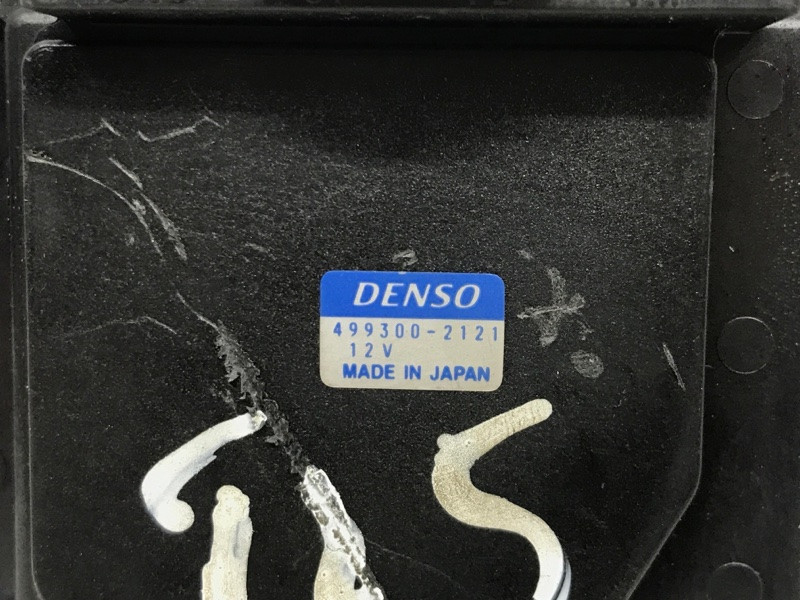 DENSO
499300-2121
12V
MADE IN JAPAN